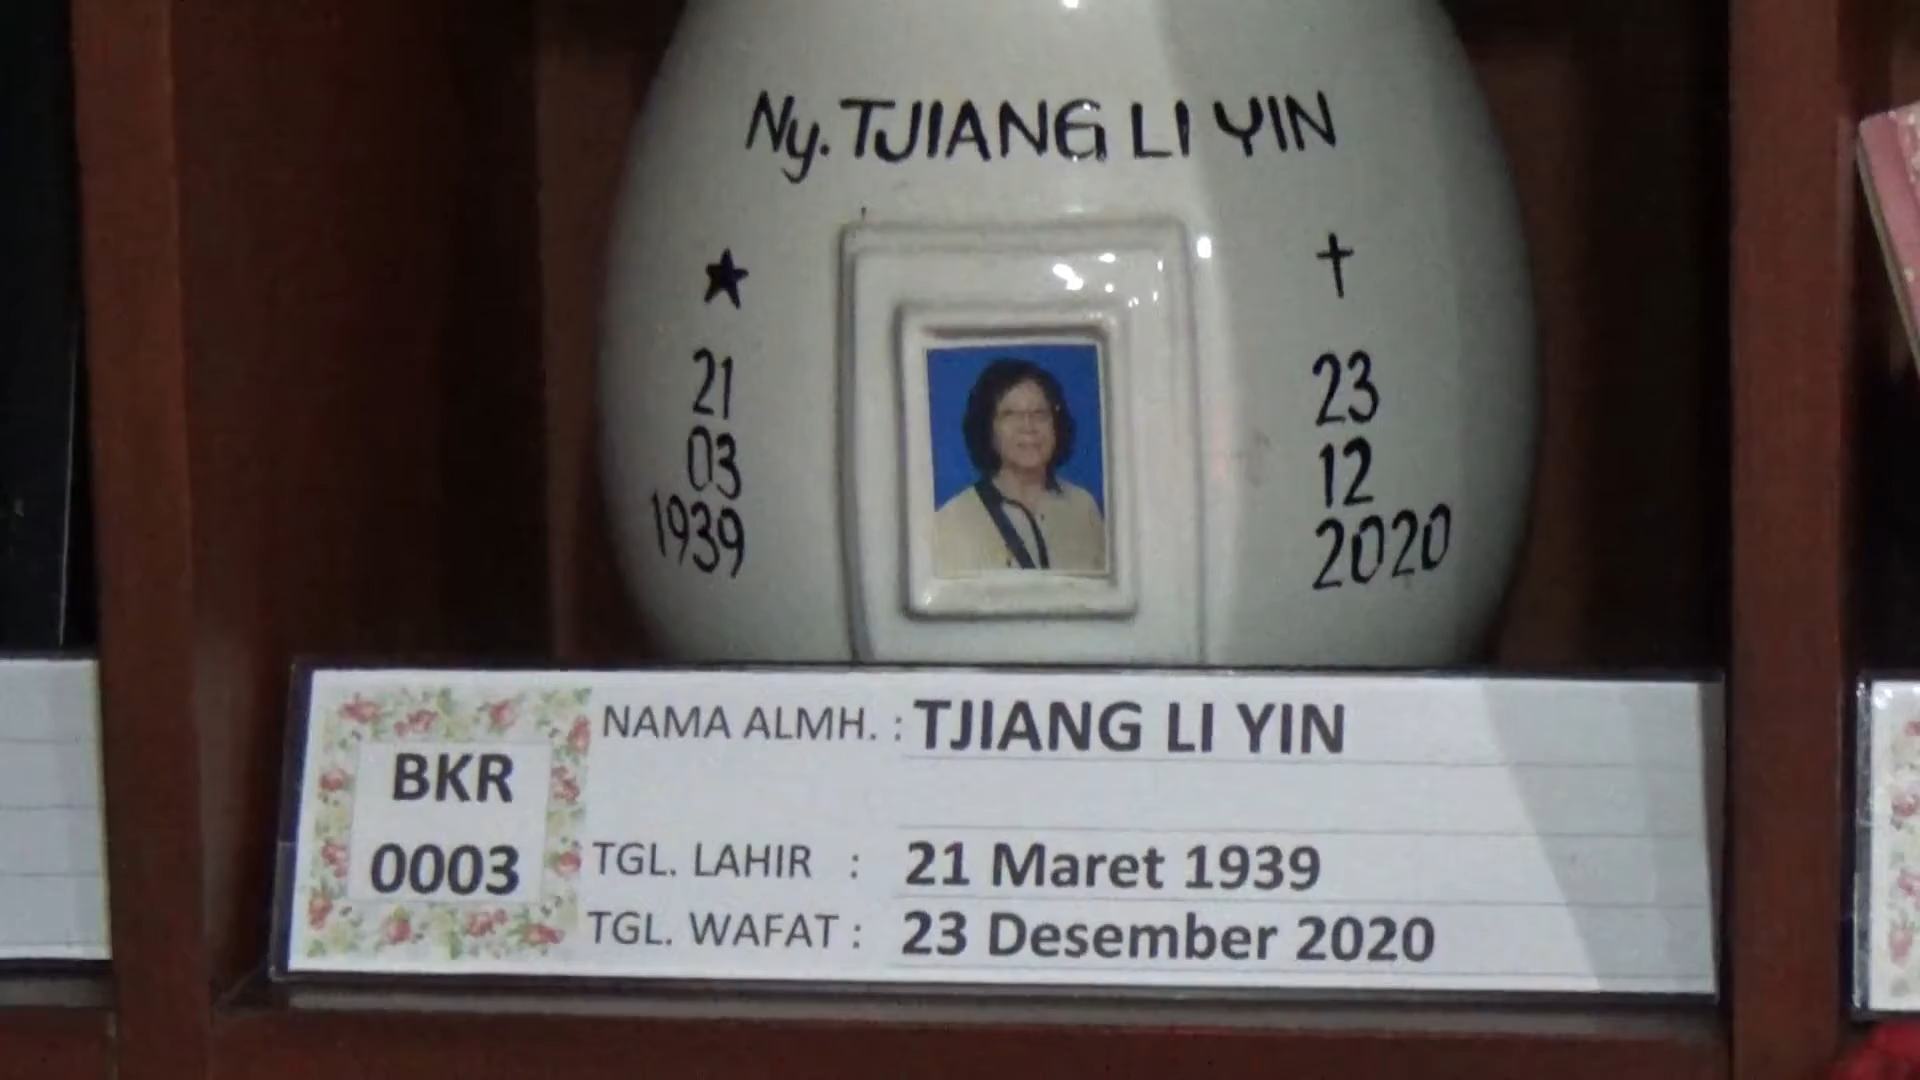 Ny. TJIANG LI YIN
★
21
03
1939
†
23
12
2020
BKR
0003
NAMA ALMH. : TJIANG LI YIN
TGL. LAHIR : 21 Maret 1939
TGL. WAFAT : 23 Desember 2020